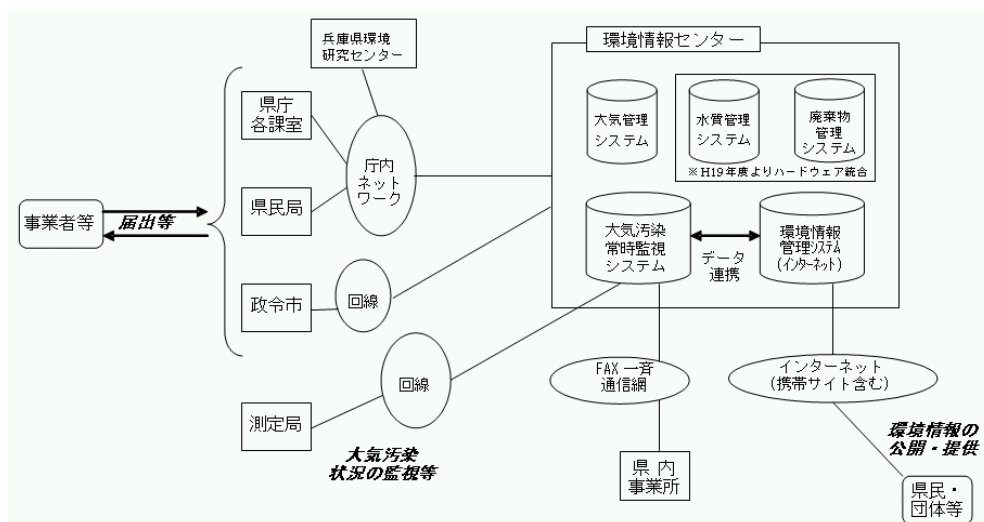 兵庫県環境
研究センター
環境情報センター
県庁
各課室
大気管理
システム
水質管理
システム
廃棄物
管理
システム
※H19年度よりハードウェア統合
庁内
ネット
ワーク
県民局
事業者等
届出等
大気汚染
常時監視
システム
データ
連携
環境情報
管理システム
(インターネット)
政令市
回線
測定局
回線
FAX一斉
通信網
インターネット
(携帯サイト含む)
大気汚染
状況の監視等
環境情報の
公開・提供
県内
事業所
県民・
団体等